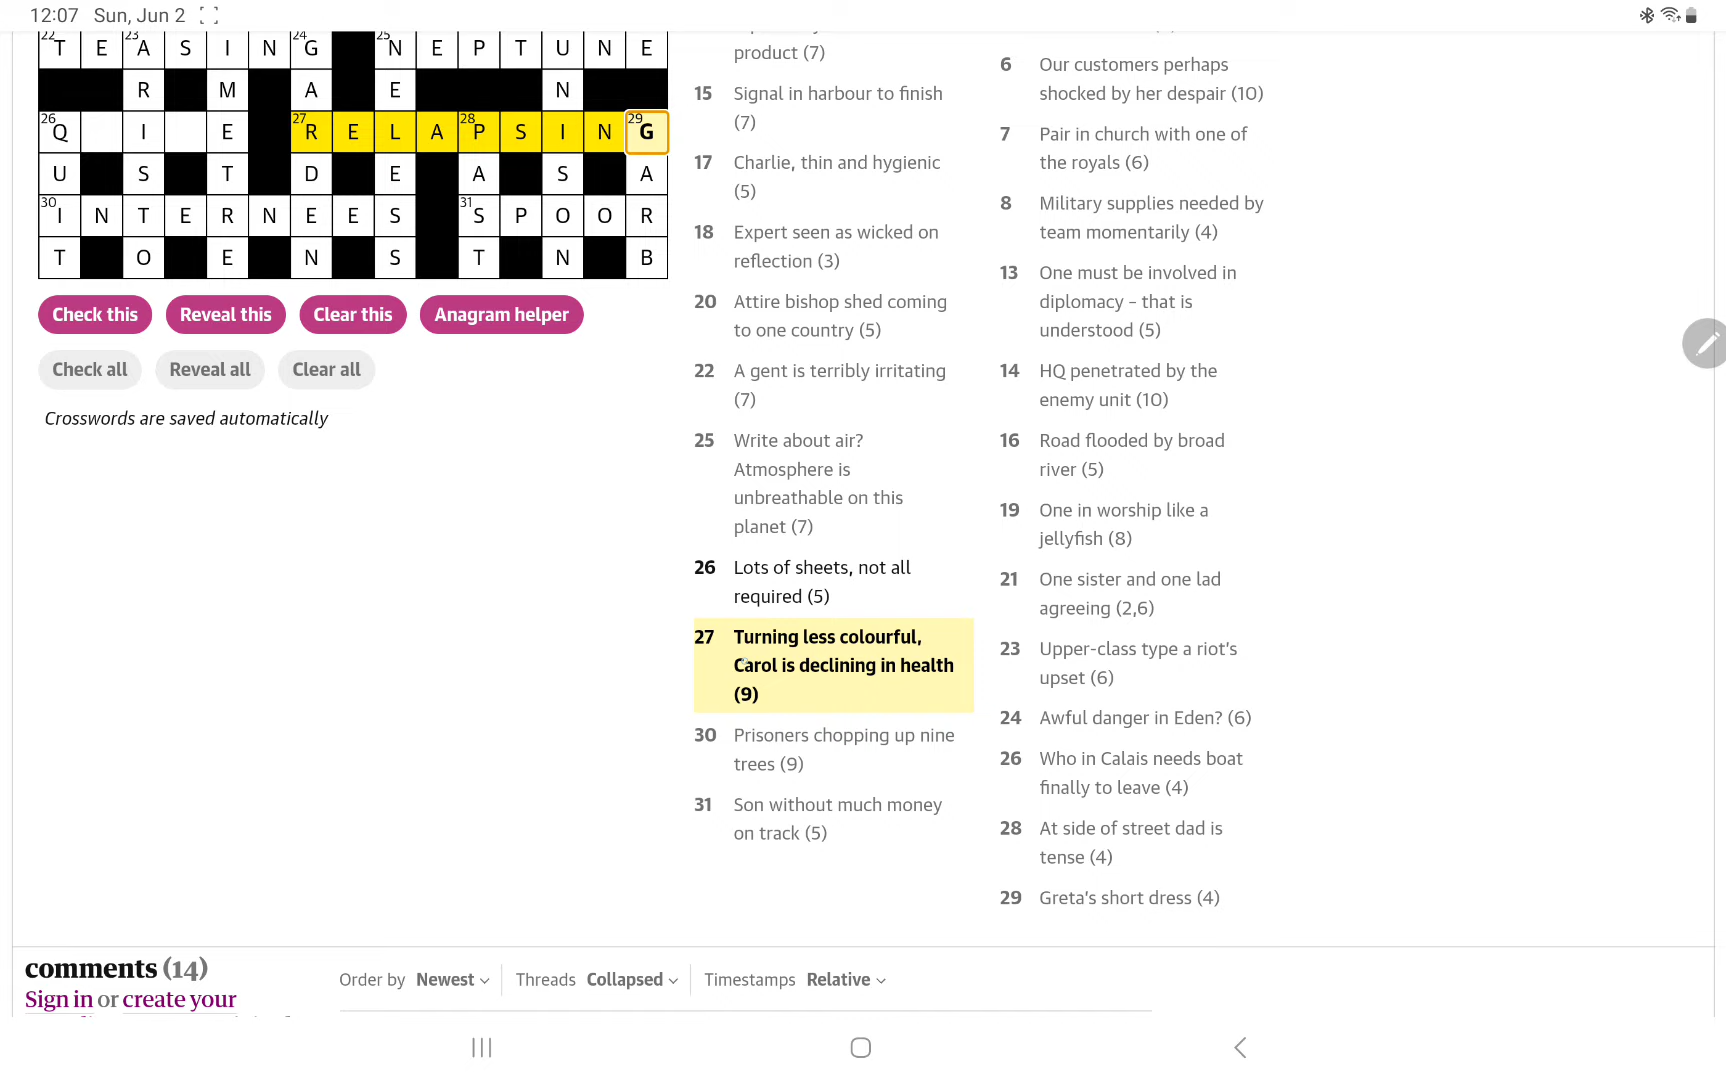 12:07 Sun, Jun 2
22 T E 23 A S I N 24 G 25 N E P T U N E
R M A E N
26 Q I E 27 R E L A 28 P S I N 29 G
U S T D E A S A
30 I N T E R N E E S 31 S P O O R
T O E N S T N B
Check this Reveal this Clear this Anagram helper
Check all Reveal all Clear all
Crosswords are saved automatically
product (7)
15 Signal in harbour to finish
(7)
17 Charlie, thin and hygienic
(5)
18 Expert seen as wicked on
reflection (3)
20 Attire bishop shed coming
to one country (5)
22 A gent is terribly irritating
(7)
25 Write about air?
Atmosphere is
unbreathable on this
planet (7)
26 Lots of sheets, not all
required (5)
27 Turning less colourful,
Carol is declining in health
(9)
30 Prisoners chopping up nine
trees (9)
31 Son without much money
on track (5)
6 Our customers perhaps
shocked by her despair (10)
7 Pair in church with one of
the royals (6)
8 Military supplies needed by
team momentarily (4)
13 One must be involved in
diplomacy – that is
understood (5)
14 HQ penetrated by the
enemy unit (10)
16 Road flooded by broad
river (5)
19 One in worship like a
jellyfish (8)
21 One sister and one lad
agreeing (2,6)
23 Upper-class type a riot's
upset (6)
24 Awful danger in Eden? (6)
26 Who in Calais needs boat
finally to leave (4)
28 At side of street dad is
tense (4)
29 Greta's short dress (4)
comments (14)
Sign in or create your
Order by Newest Threads Collapsed Timestamps Relative